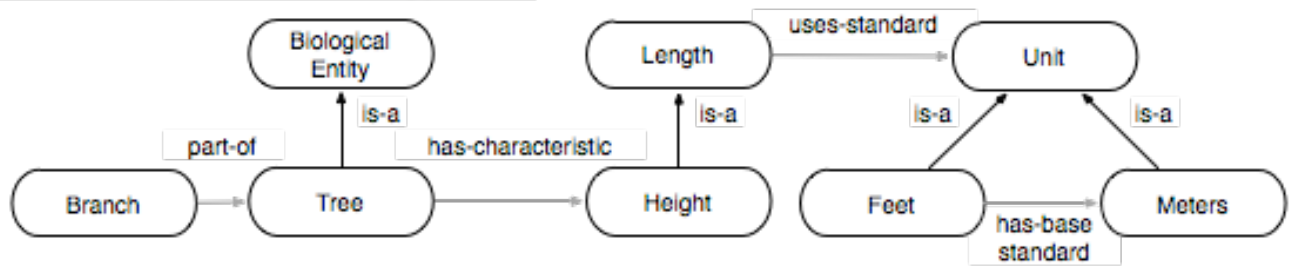 Biological
Entity
Length
uses-standard
Unit
is-a
is-a
is-a
is-a
part-of
has-characteristic
Branch
Tree
Height
Feet
Meters
has-base
standard